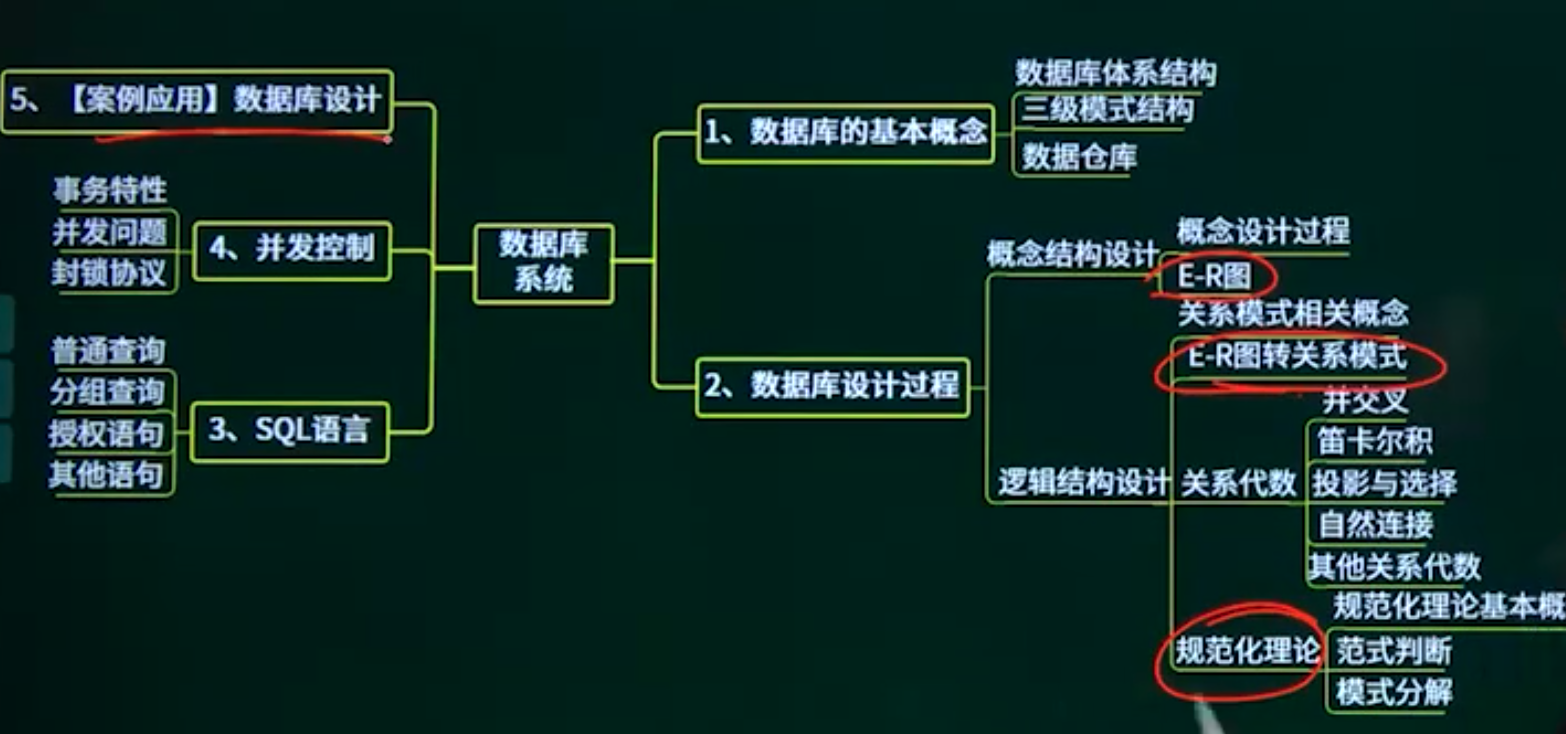 5、【案例应用】数据库设计
事务特性
并发问题
封锁协议
4、并发控制
普通查询
分组查询
授权语句
其他语句
3、SQL语言
数据库
系统
1、数据库的基本概念
数据库体系结构
三级模式结构
数据仓库
2、数据库设计过程
概念结构设计
概念设计过程
E-R图
逻辑结构设计
关系模式相关概念
E-R图转关系模式
关系代数
并交叉
笛卡尔积
投影与选择
自然连接
其他关系代数
规范化理论
规范化理论基本概
范式判断
模式分解